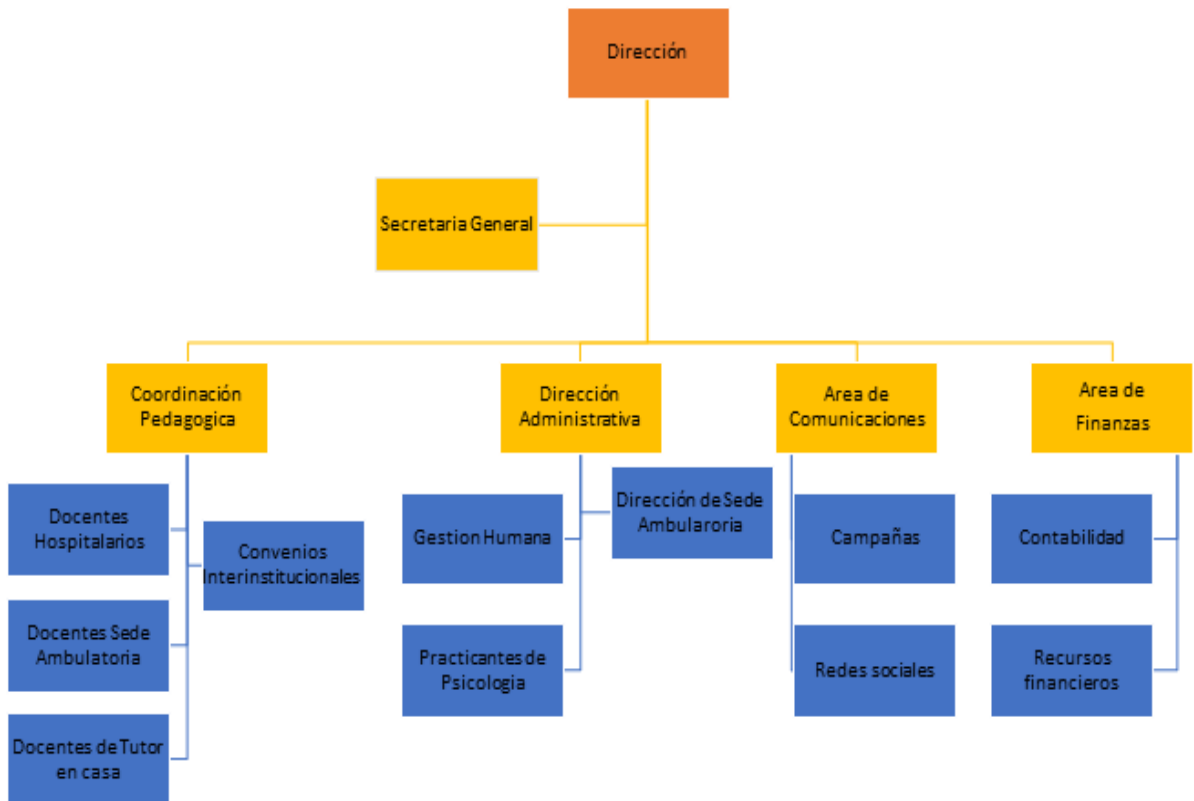 Dirección
Secretaria General
Coordinación
Pedagogica
Dirección
Administrativa
Area de
Comunicaciones
Area de
Finanzas
Docentes
Hospitalarios
Convenios
Interinstitucionales
Docentes Sede
Ambulatoria
Docentes de Tutor
en casa
Gestion Humana
Dirección de Sede
Ambularoria
Practicantes de
Psicologia
Campañas
Redes sociales
Contabilidad
Recursos
financieros